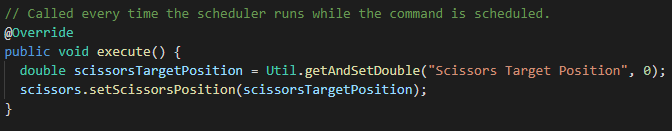 // Called every time the scheduler runs while the command is scheduled.
@Override
public void execute() {
  double scissorsTargetPosition = Util.getAndSetDouble("Scissors Target Position", 0);
  scissors.setScissorsPosition(scissorsTargetPosition);
}